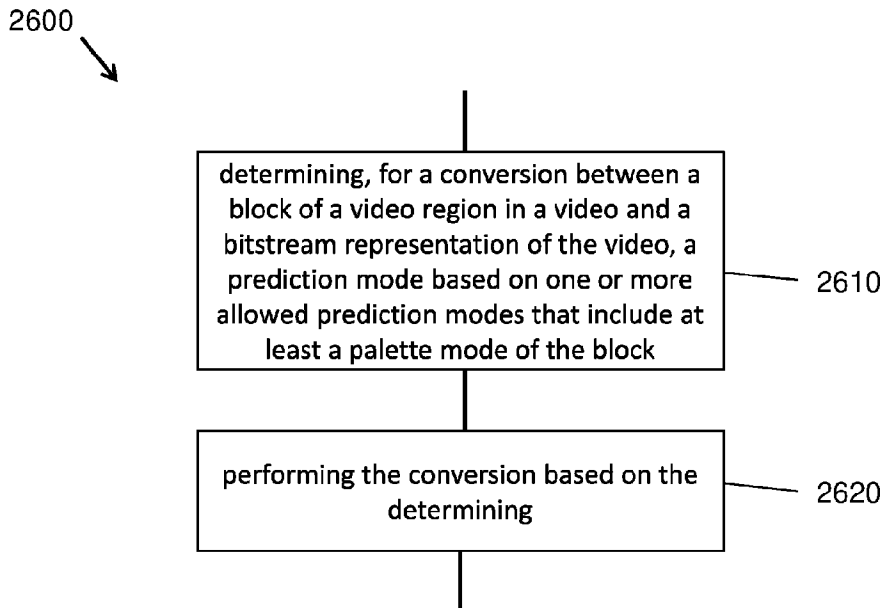 2600
determining, for a conversion between a
block of a video region in a video and a
bitstream representation of the video, a
prediction mode based on one or more
allowed prediction modes that include at
least a palette mode of the block
2610
performing the conversion based on the
determining
2620